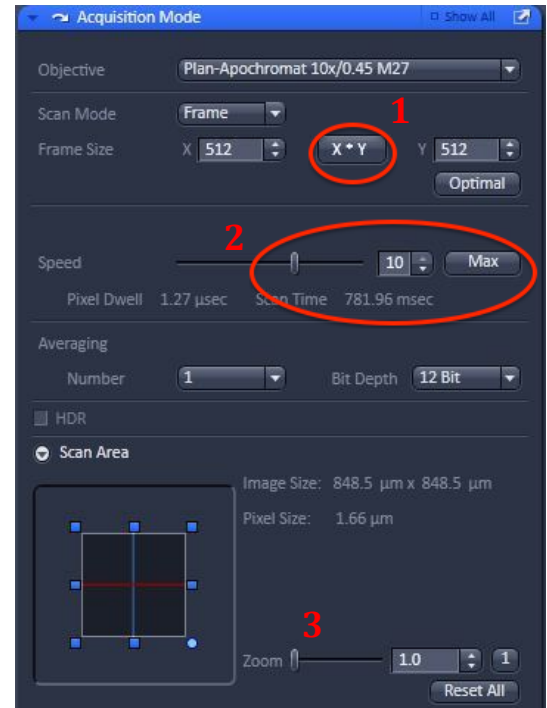 Acquisition Mode Show All
Objective Plan-Apochromat 10x/0.45 M27
1
Scan Mode Frame
Frame Size X 512 X*Y Y 512
Optimal
2
Speed 10 Max
Pixel Dwell 1.27 µsec Scan Time 781.96 msec
Averaging
Number 1 Bit Depth 12 Bit
HDR
Scan Area
Image Size: 848.5 µm x 848.5 µm
Pixel Size: 1.66 µm
3
Zoom 1.0 1
Reset All